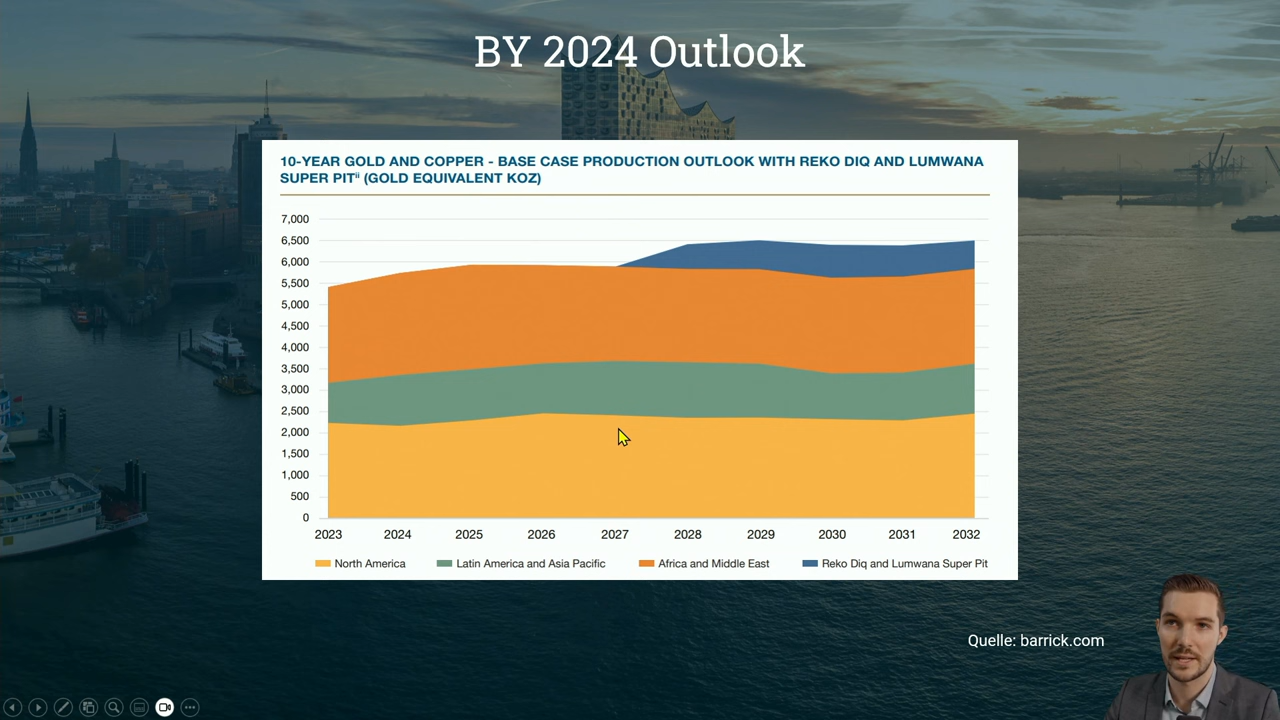 BY 2024 Outlook
10-YEAR GOLD AND COPPER - BASE CASE PRODUCTION OUTLOOK WITH REKO DIQ AND LUMWANA
SUPER PITⁱⁱ (GOLD EQUIVALENT KOZ)
7,000
6,500
6,000
5,500
5,000
4,500
4,000
3,500
3,000
2,500
2,000
1,500
1,000
500
0
2023 2024 2025 2026 2027 2028 2029 2030 2031 2032
North America Latin America and Asia Pacific Africa and Middle East Reko Diq and Lumwana Super Pit
Quelle: barrick.com